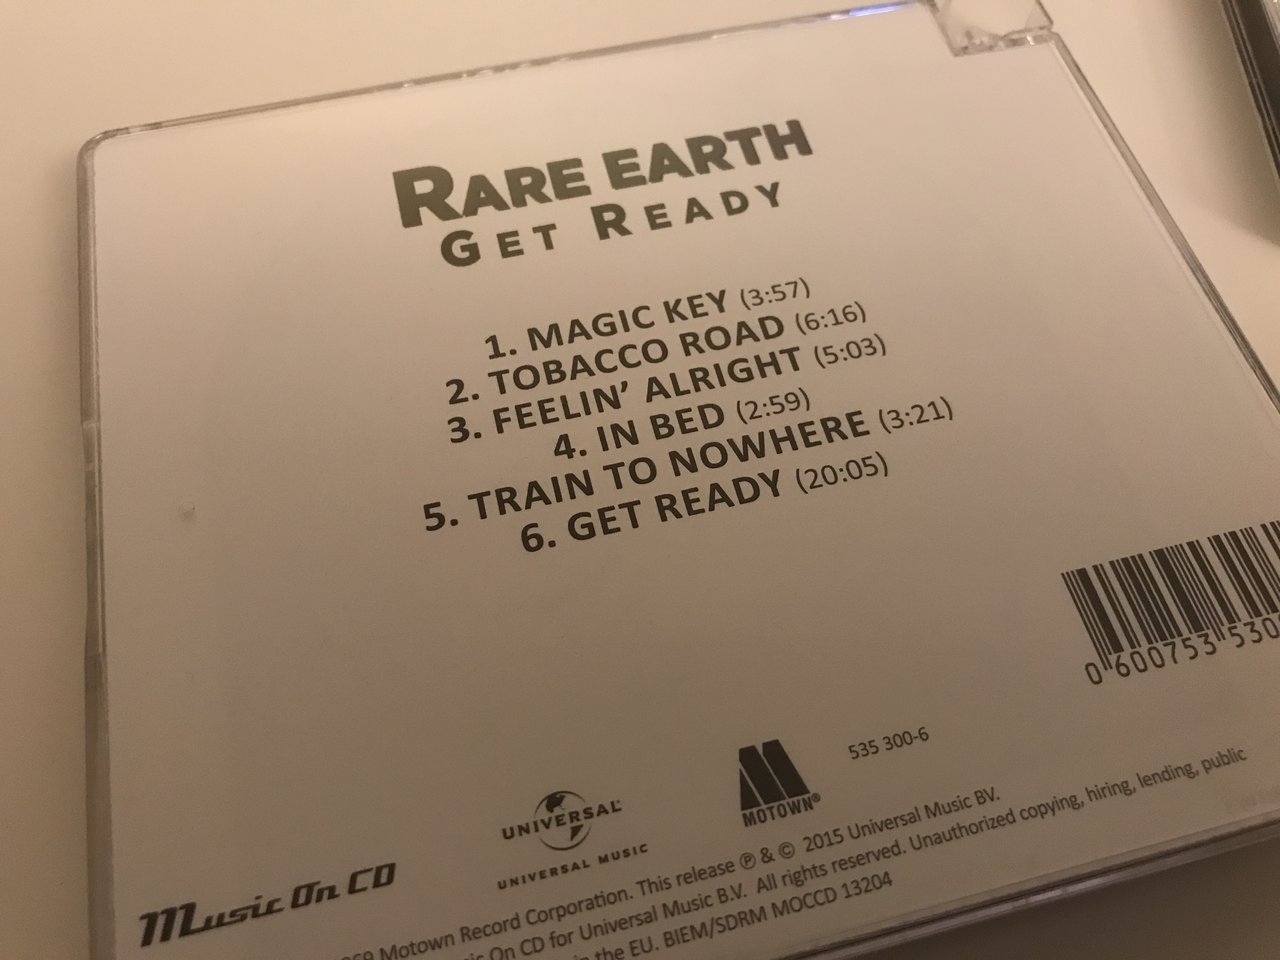 RARE EARTH
GET READY
1. MAGIC KEY (3:57)
2. TOBACCO ROAD (6:16)
3. FEELIN' ALRIGHT (5:03)
4. IN BED (2:59)
5. TRAIN TO NOWHERE (3:21)
6. GET READY (20:05)
0 600753 530
535 300-6
MOTOWN®
UNIVERSAL
UNIVERSAL MUSIC
Music On CD
Motown Record Corporation. This release ℗ & © 2015 Universal Music BV.
On CD for Universal Music B.V. All rights reserved. Unauthorized copying, hiring, lending, public
in the EU. BIEM/SDRM MOCCD 13204